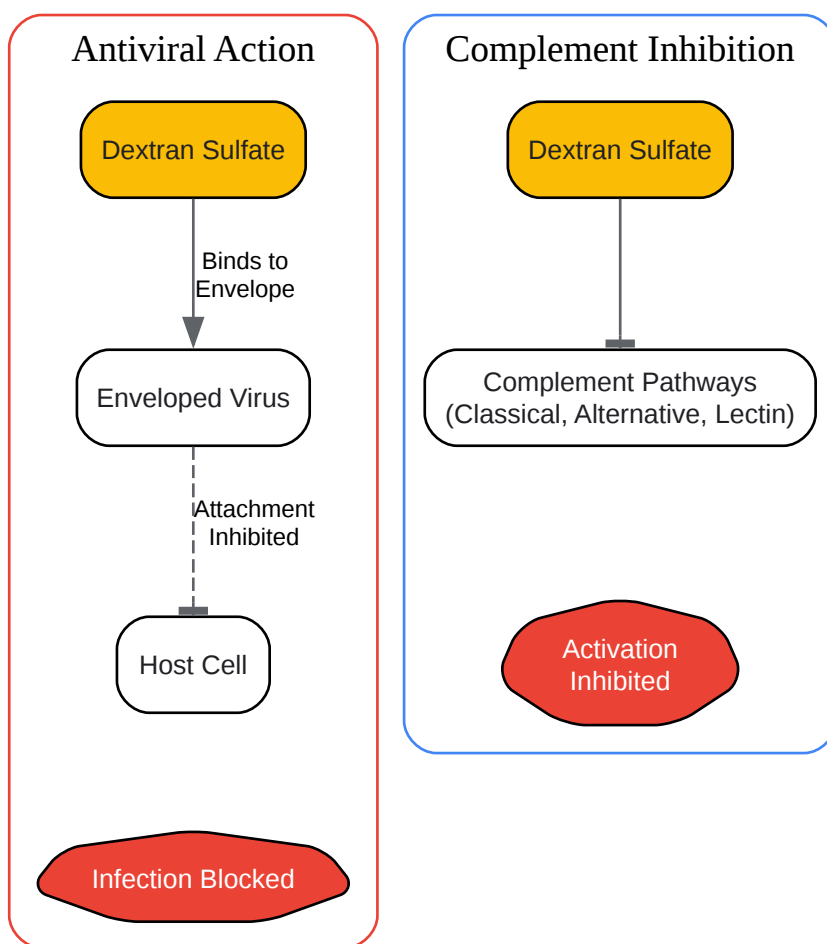 Antiviral Action
Dextran Sulfate
Binds to
Envelope
Enveloped Virus
Attachment
Inhibited
Host Cell
Infection Blocked
Complement Inhibition
Dextran Sulfate
Complement Pathways
(Classical, Alternative, Lectin)
Activation
Inhibited